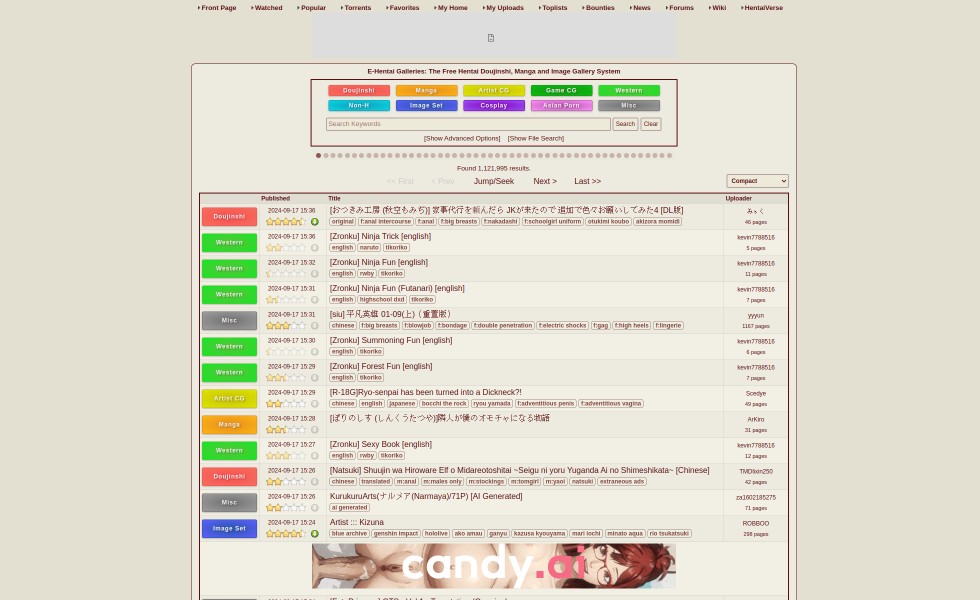 Front Page Watched Popular Torrents Favorites My Home My Uploads Toplists Bounties News Forums Wiki HentaiVerse
E-Hentai Galleries: The Free Hentai Doujinshi, Manga and Image Gallery System
Doujinshi Manga Artist CG Game CG Western
Non-H Image Set Cosplay Asian Porn Misc
Search Keywords Search Clear
[Show Advanced Options] [Show File Search]
Found 1,121,995 results.
<< First < Prev Jump/Seek Next > Last >> Compact
Published Title Uploader
Doujinshi 2024-09-17 15:36 [おつきみ工房 (秋空もみぢ)] 家事代行を頼んだら JKが来たので 追加で色々お願いしてみた4 [DL版] みぅく
original f:anal intercourse f:anal f:big breasts f:nakadashi f:schoolgirl uniform otukimi koubo akizora momidi 46 pages
Western 2024-09-17 15:36 [Zronku] Ninja Trick [english] kevin7788516
english naruto tikoriko 5 pages
Western 2024-09-17 15:32 [Zronku] Ninja Fun [english] kevin7788516
english rwby tikoriko 11 pages
Western 2024-09-17 15:31 [Zronku] Ninja Fun (Futanari) [english] kevin7788516
english highschool dxd tikoriko 7 pages
Misc 2024-09-17 15:31 [siu] 平凡英雄 01-09(上)（重置版） yyyun
chinese f:big breasts f:blowjob f:bondage f:double penetration f:electric shocks f:gag f:high heels f:lingerie 1167 pages
Western 2024-09-17 15:30 [Zronku] Summoning Fun [english] kevin7788516
english tikoriko 6 pages
Western 2024-09-17 15:29 [Zronku] Forest Fun [english] kevin7788516
english tikoriko 7 pages
Artist CG 2024-09-17 15:29 [R-18G]Ryo-senpai has been turned into a Dickneck?! Scedye
chinese english japanese bocchi the rock ryou yamada f:adventitious penis f:adventitious vagina 49 pages
Manga 2024-09-17 15:28 [ぽりのしす (しんくうたつや)]隣人が僕のオモチャになる物語 ArKiro
31 pages
Western 2024-09-17 15:27 [Zronku] Sexy Book [english] kevin7788516
english rwby tikoriko 12 pages
Doujinshi 2024-09-17 15:26 [Natsuki] Shuujin wa Hiroware Elf o Midareotoshitai ~Seigu ni yoru Yuganda Ai no Shimeshikata~ [Chinese] TMDlixin250
chinese translated m:anal m:males only m:stockings m:tomgirl m:yaoi natsuki extraneous ads 42 pages
Misc 2024-09-17 15:26 KurukuruArts(ナルメア(Narmaya)/71P) [AI Generated] za1602185275
ai generated 71 pages
Image Set 2024-09-17 15:24 Artist ::: Kizuna ROBBOO
blue archive genshin impact hololive ako amau ganyu kazusa kyouyama mari iochi minato aqua rio tsukatsuki 298 pages
candy.ai